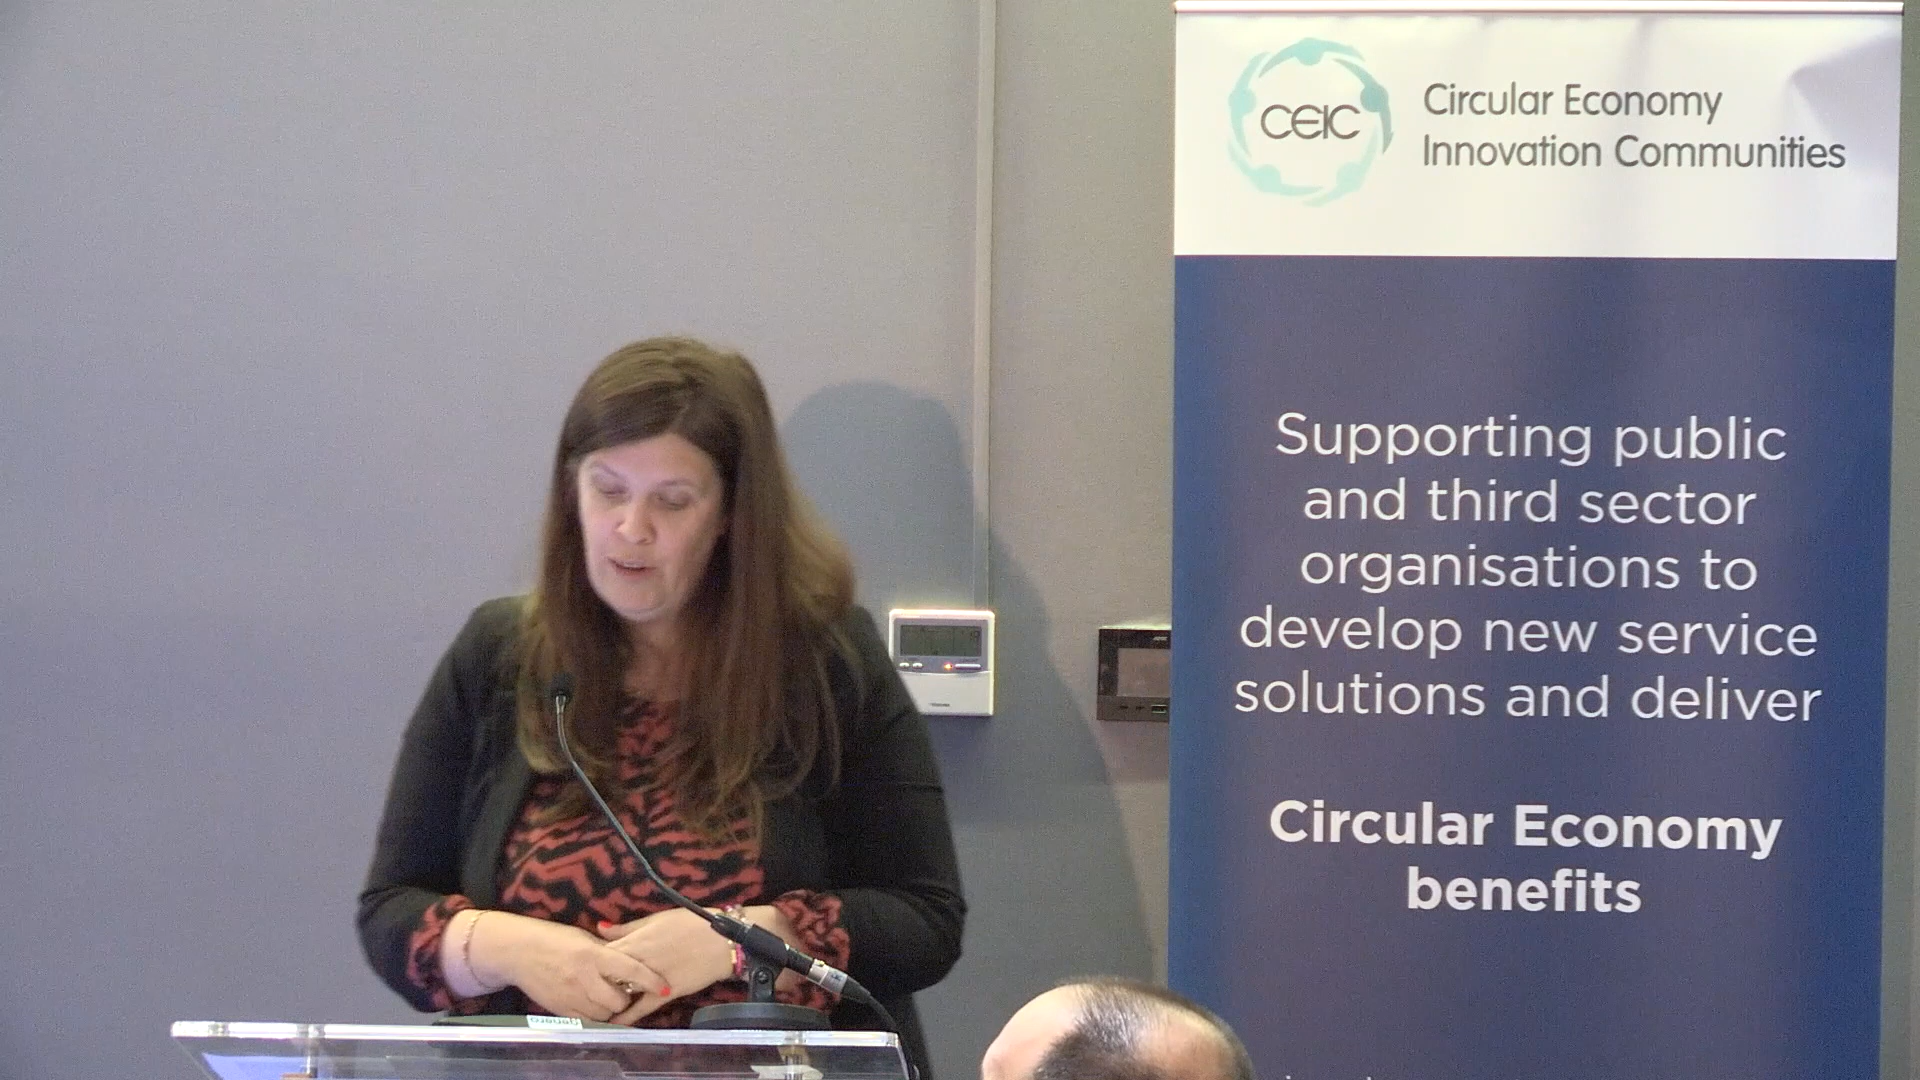 CEIC
Circular Economy
Innovation Communities
Supporting public
and third sector
organisations to
develop new service
solutions and deliver
Circular Economy
benefits
genero